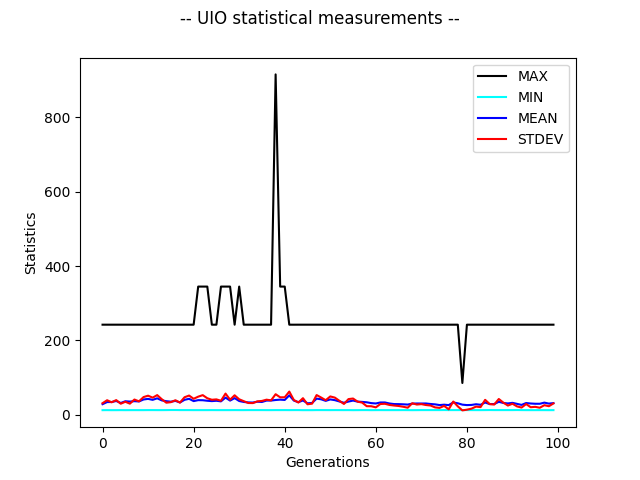 -- UIO statistical measurements --
MAX
MIN
MEAN
STDEV
Statistics
800
600
400
200
0
0 20 40 60 80 100
Generations